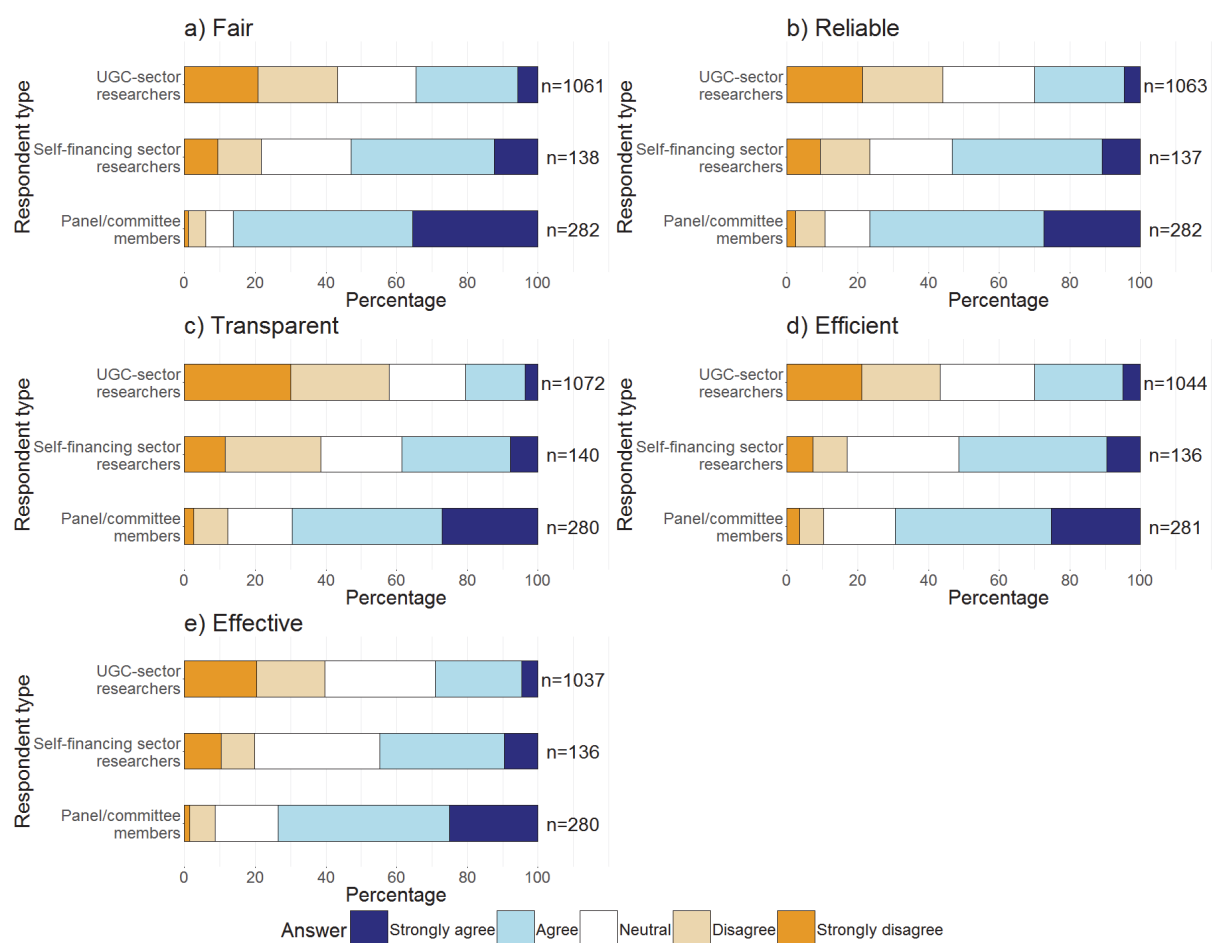 a) Fair
Respondent type
UGC-sector
researchers
n=1061
Self-financing sector
researchers
n=138
Panel/committee
members
n=282
0 20 40 60 80 100
Percentage
b) Reliable
Respondent type
UGC-sector
researchers
n=1063
Self-financing sector
researchers
n=137
Panel/committee
members
n=282
0 20 40 60 80 100
Percentage
c) Transparent
Respondent type
UGC-sector
researchers
n=1072
Self-financing sector
researchers
n=140
Panel/committee
members
n=280
0 20 40 60 80 100
Percentage
d) Efficient
Respondent type
UGC-sector
researchers
n=1044
Self-financing sector
researchers
n=136
Panel/committee
members
n=281
0 20 40 60 80 100
Percentage
e) Effective
Respondent type
UGC-sector
researchers
n=1037
Self-financing sector
researchers
n=136
Panel/committee
members
n=280
0 20 40 60 80 100
Percentage
Answer Strongly agree Agree Neutral Disagree Strongly disagree